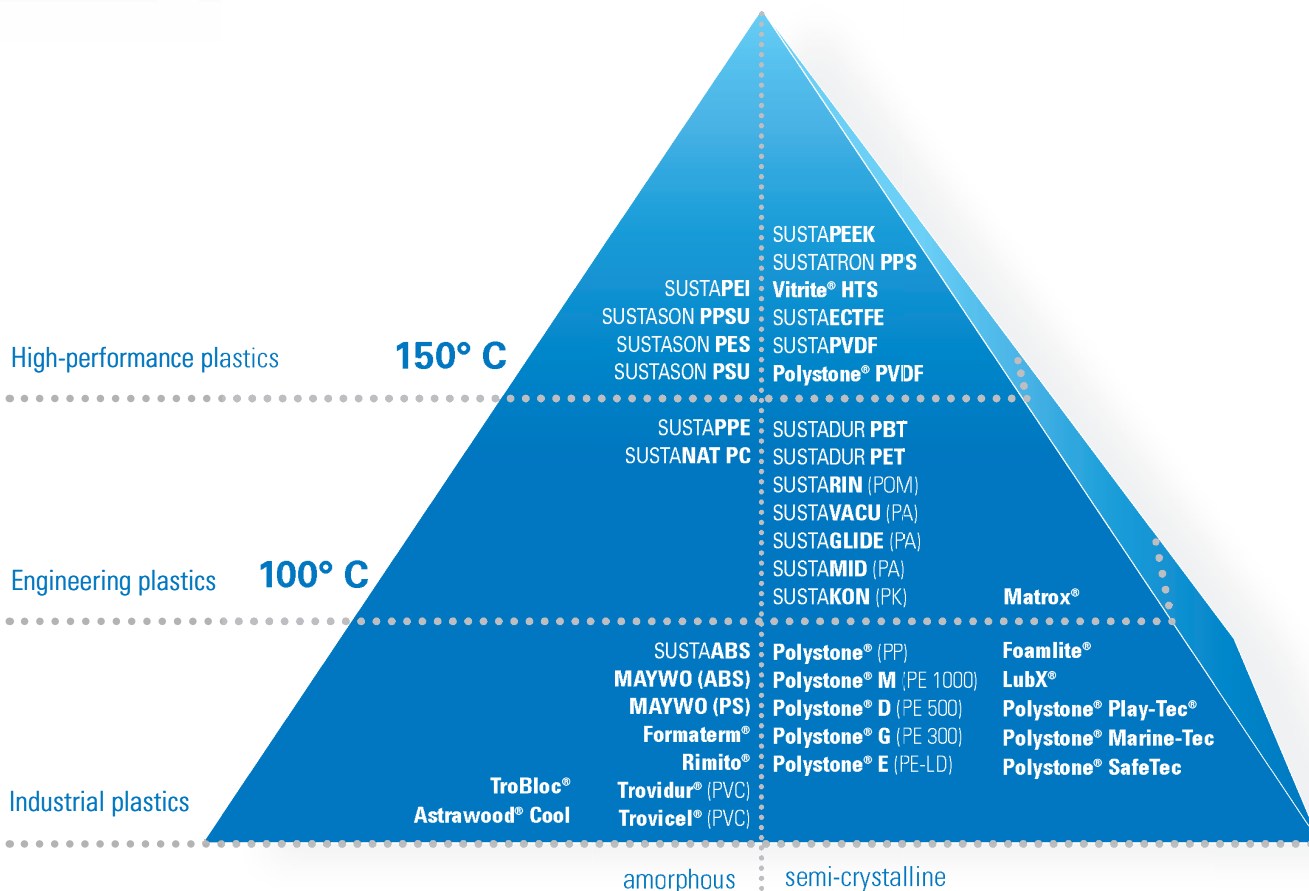 SUSTAPEEK
SUSTATRON PPS
SUSTAPEI Vitrite® HTS
SUSTASON PPSU SUSTAECTFE
High-performance plastics 150° C SUSTASON PES SUSTAPVDF
SUSTASON PSU Polystone® PVDF
SUSTAPPE SUSTADUR PBT
SUSTANAT PC SUSTADUR PET
SUSTARIN (POM)
SUSTAVACU (PA)
SUSTAGLIDE (PA)
Engineering plastics 100° C SUSTAMID (PA)
SUSTAKON (PK) Matrox®
SUSTAABS Polystone® (PP) Foamlite®
MAYWO (ABS) Polystone® M (PE 1000) LubX®
MAYWO (PS) Polystone® D (PE 500) Polystone® Play-Tec®
Formaterm® Polystone® G (PE 300) Polystone® Marine-Tec
Rimito® Polystone® E (PE-LD) Polystone® SafeTec
Industrial plastics TroBloc® Trovidur® (PVC)
Astrawood® Cool Trovicel® (PVC)
amorphous semi-crystalline